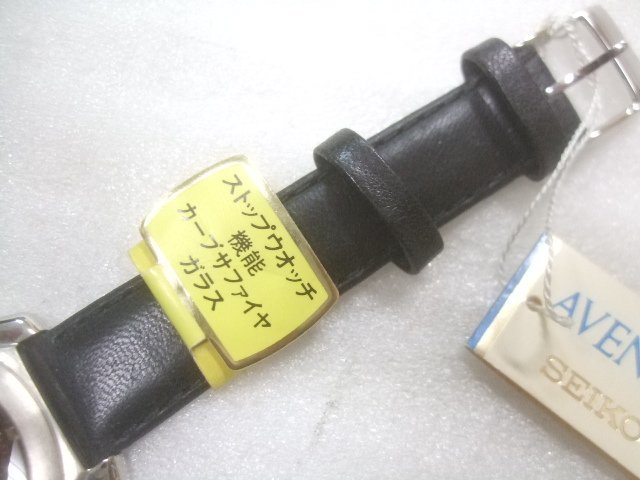 ストップウオッチ
機能
カーブサファイヤ
ガラス
AVEN
SEIKO